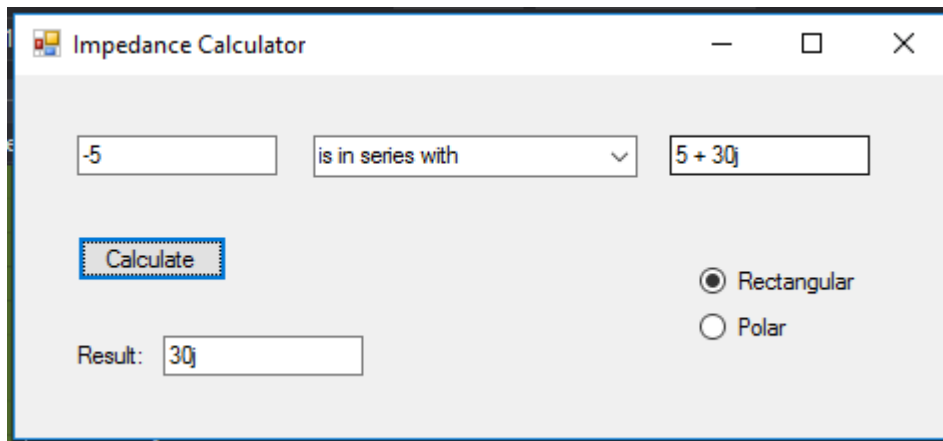 Impedance Calculator
-5 is in series with 5 + 30j
Calculate
Rectangular
Polar
Result: 30j